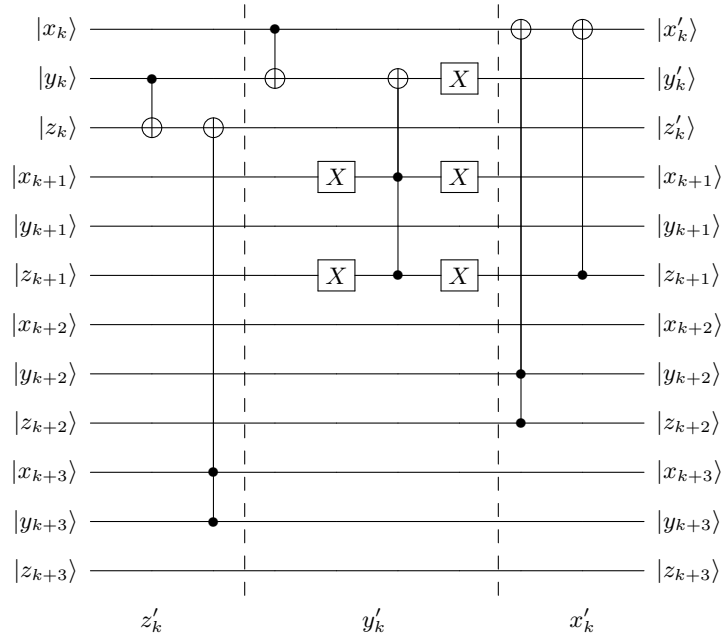 |x_k⟩ |x′_k⟩
|y_k⟩ X |y′_k⟩
|z_k⟩ |z′_k⟩
|x_{k+1}⟩ X X |x_{k+1}⟩
|y_{k+1}⟩ |y_{k+1}⟩
|z_{k+1}⟩ X X |z_{k+1}⟩
|x_{k+2}⟩ |x_{k+2}⟩
|y_{k+2}⟩ |y_{k+2}⟩
|z_{k+2}⟩ |z_{k+2}⟩
|x_{k+3}⟩ |x_{k+3}⟩
|y_{k+3}⟩ |y_{k+3}⟩
|z_{k+3}⟩ |z_{k+3}⟩
z′_k y′_k x′_k